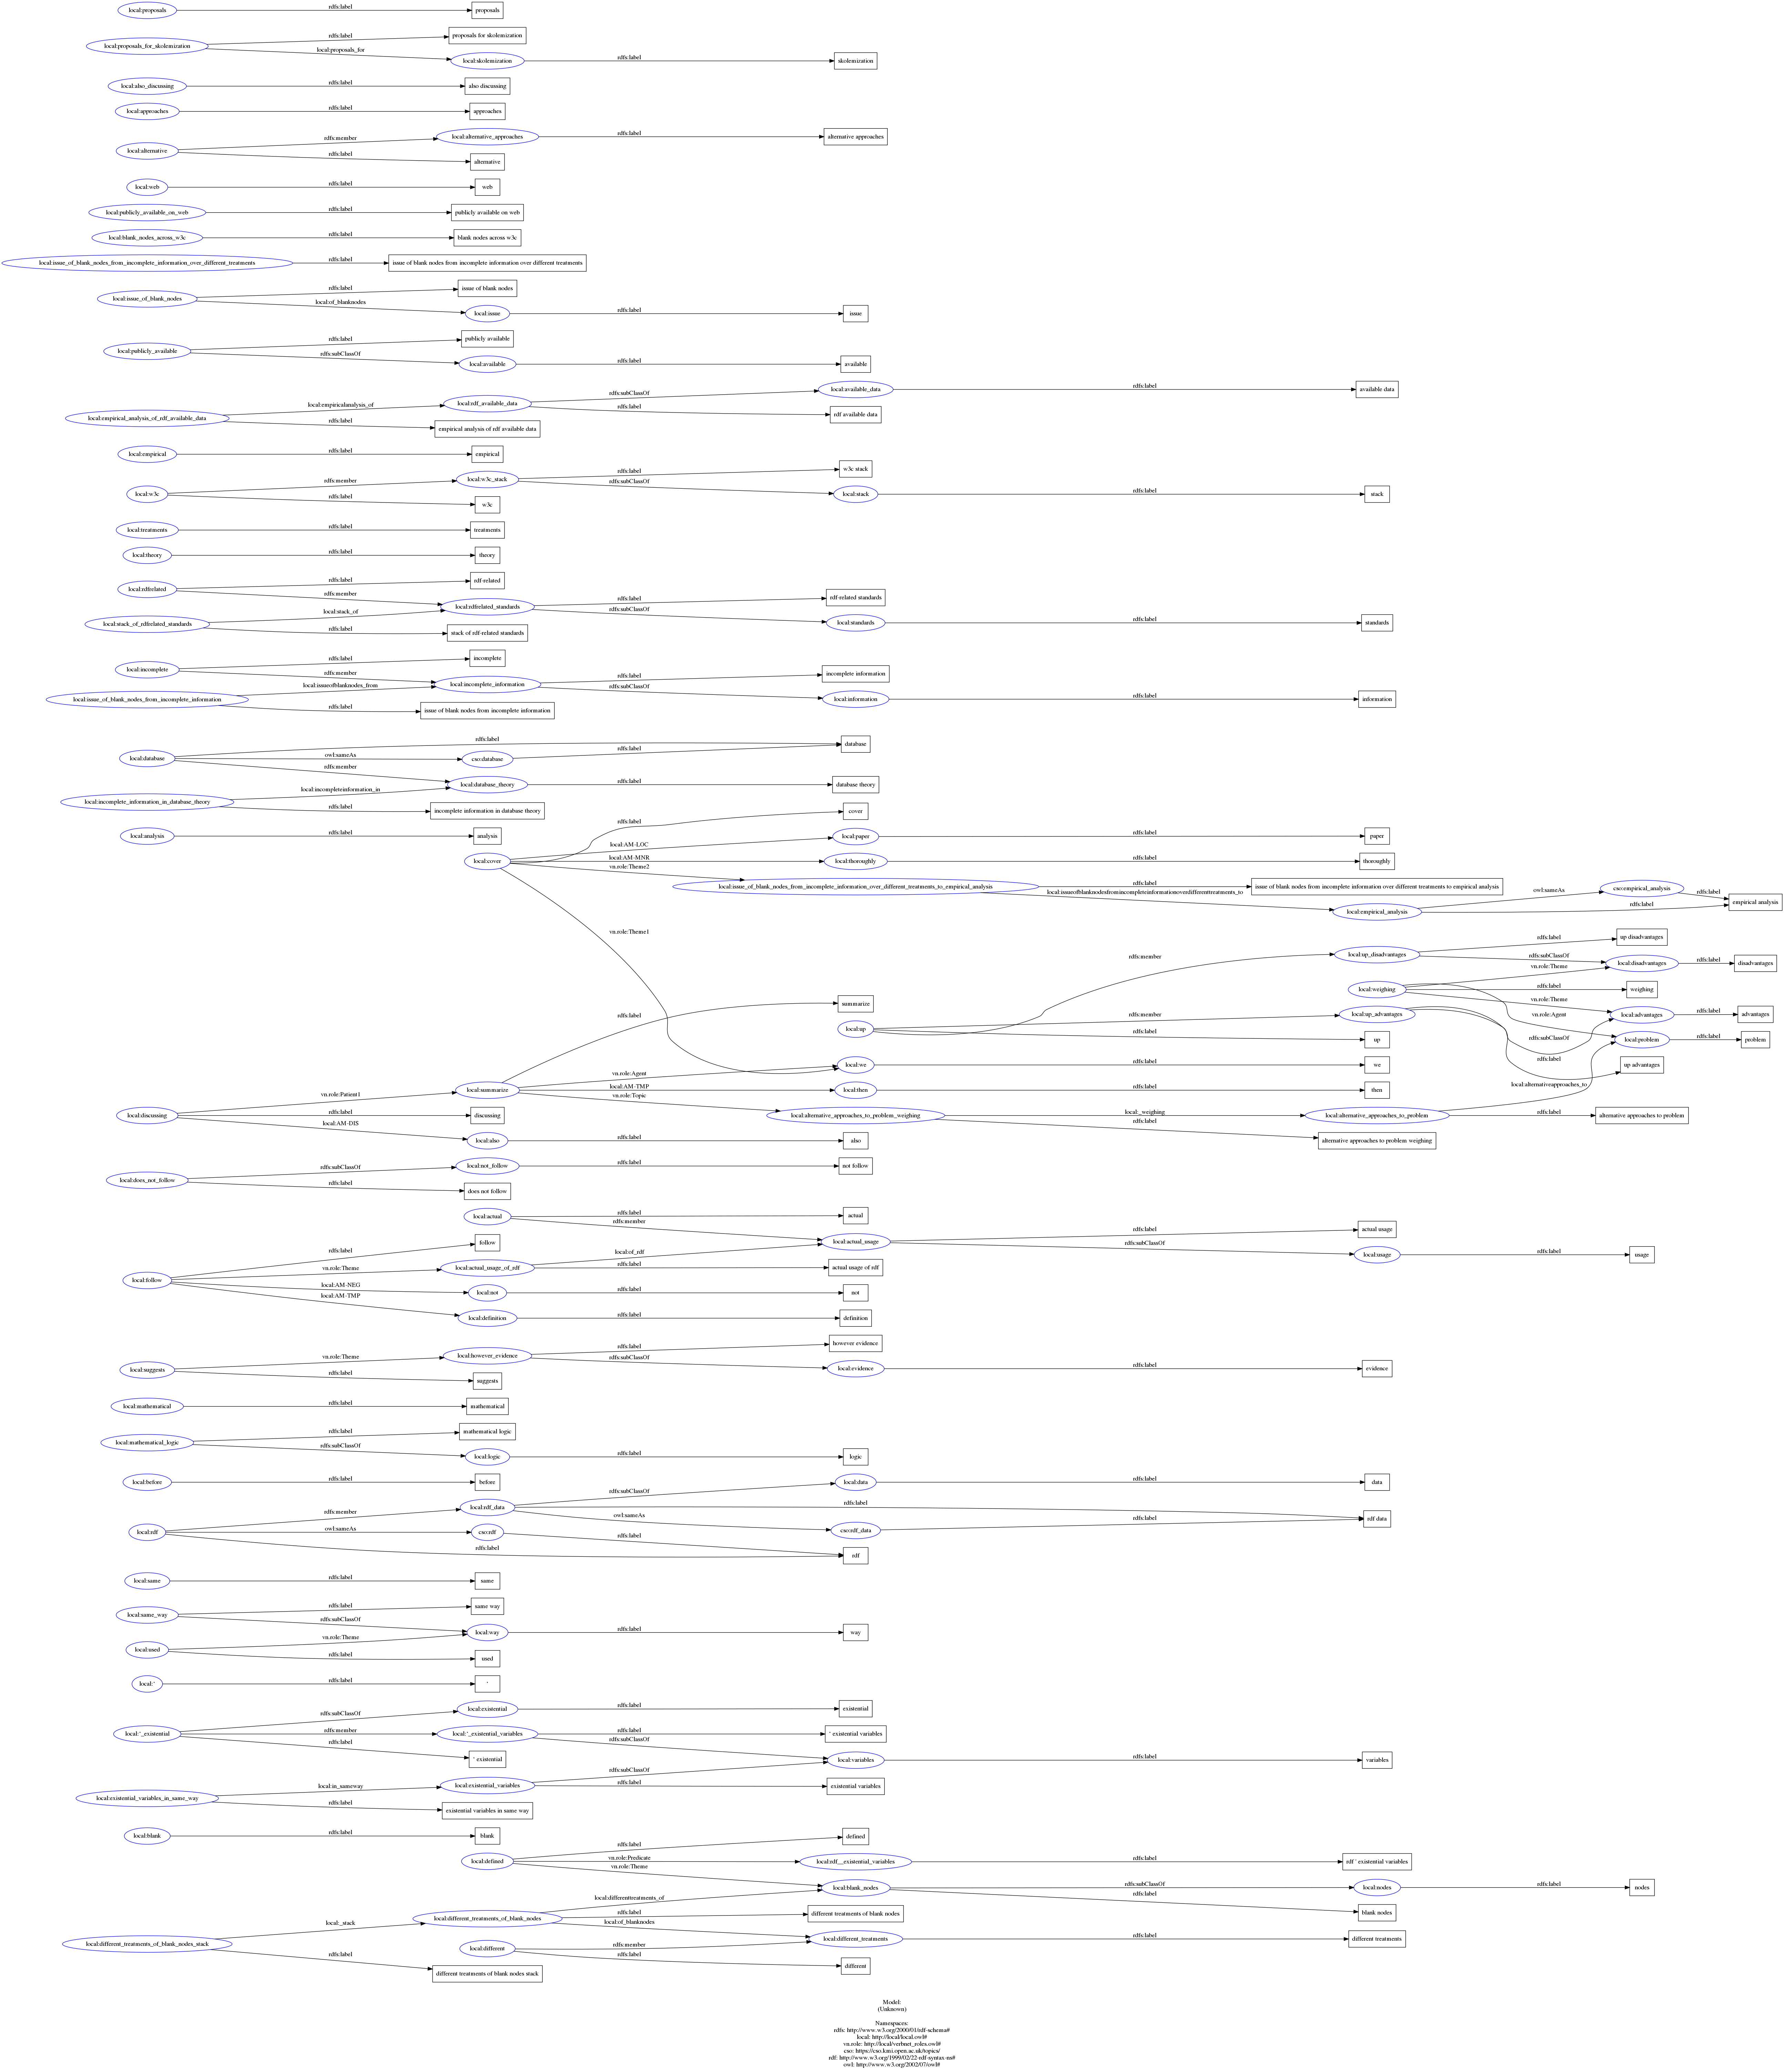 local:proposals
rdfs:label
proposals
local:proposals_for_skolemization
rdfs:label
proposals for skolemization
local:proposals_for
local:skolemization
rdfs:label
skolemization
local:also_discussing
rdfs:label
also discussing
local:approaches
rdfs:label
approaches
local:alternative
rdfs:member
local:alternative_approaches
rdfs:label
alternative approaches
rdfs:label
alternative
local:web
rdfs:label
web
local:publicly_available_on_web
rdfs:label
publicly available on web
local:blank_nodes_across_w3c
rdfs:label
blank nodes across w3c
local:issue_of_blank_nodes_from_incomplete_information_over_different_treatments
rdfs:label
issue of blank nodes from incomplete information over different treatments
local:issue_of_blank_nodes
rdfs:label
issue of blank nodes
local:of_blanknodes
local:issue
rdfs:label
issue
local:publicly_available
rdfs:label
publicly available
rdfs:subClassOf
local:available
rdfs:label
available
local:empirical_analysis_of_rdf_available_data
local:empiricalanalysis_of
local:rdf_available_data
rdfs:subClassOf
local:available_data
rdfs:label
available data
rdfs:label
rdf available data
rdfs:label
empirical analysis of rdf available data
local:empirical
rdfs:label
empirical
local:w3c
rdfs:member
local:w3c_stack
rdfs:label
w3c stack
rdfs:subClassOf
local:stack
rdfs:label
stack
rdfs:label
w3c
local:treatments
rdfs:label
treatments
local:theory
rdfs:label
theory
local:rdfrelated
rdfs:label
rdf-related
rdfs:member
local:rdfrelated_standards
rdfs:label
rdf-related standards
rdfs:subClassOf
local:standards
rdfs:label
standards
local:stack_of_rdfrelated_standards
local:stack_of
rdfs:label
stack of rdf-related standards
local:incomplete
rdfs:label
incomplete
rdfs:member
local:incomplete_information
rdfs:label
incomplete information
rdfs:subClassOf
local:information
rdfs:label
information
local:issue_of_blank_nodes_from_incomplete_information
local:issueofblanknodes_from
rdfs:label
issue of blank nodes from incomplete information
local:database
rdfs:label
database
owl:sameAs
cso:database
rdfs:label
rdfs:member
local:database_theory
rdfs:label
database theory
local:incomplete_information_in_database_theory
local:incompleteinformation_in
rdfs:label
incomplete information in database theory
local:analysis
rdfs:label
analysis
local:cover
rdfs:label
cover
local:AM-LOC
local:paper
rdfs:label
paper
local:AM-MNR
local:thoroughly
rdfs:label
thoroughly
vn.role:Theme2
local:issue_of_blank_nodes_from_incomplete_information_over_different_treatments_to_empirical_analysis
rdfs:label
issue of blank nodes from incomplete information over different treatments to empirical analysis
local:issueofblanknodesfromincompleteinformationoverdifferenttreatments_to
local:empirical_analysis
owl:sameAs
cso:empirical_analysis
rdfs:label
empirical analysis
rdfs:label
vn.role:Theme1
local:up
rdfs:member
local:up_disadvantages
rdfs:label
up disadvantages
rdfs:subClassOf
local:disadvantages
rdfs:label
disadvantages
local:weighing
vn.role:Theme
rdfs:label
weighing
vn.role:Theme
local:advantages
rdfs:label
advantages
vn.role:Agent
local:problem
rdfs:label
problem
rdfs:member
local:up_advantages
rdfs:subClassOf
rdfs:label
up advantages
rdfs:label
up
local:discussing
vn.role:Patient1
local:summarize
rdfs:label
summarize
vn.role:Agent
local:we
rdfs:label
we
local:AM-TMP
local:then
rdfs:label
then
vn.role:Topic
local:alternative_approaches_to_problem_weighing
local:_weighing
local:alternative_approaches_to_problem
local:alternativeapproaches_to
rdfs:label
alternative approaches to problem
rdfs:label
alternative approaches to problem weighing
rdfs:label
discussing
local:AM-DIS
local:also
rdfs:label
also
local:does_not_follow
rdfs:subClassOf
local:not_follow
rdfs:label
not follow
rdfs:label
does not follow
local:actual
rdfs:label
actual
rdfs:member
local:actual_usage
rdfs:label
actual usage
rdfs:subClassOf
local:usage
rdfs:label
usage
local:follow
rdfs:label
follow
vn.role:Theme
local:actual_usage_of_rdf
local:of_rdf
rdfs:label
actual usage of rdf
local:AM-NEG
local:not
rdfs:label
not
local:AM-TMP
local:definition
rdfs:label
definition
local:suggests
vn.role:Theme
local:however_evidence
rdfs:label
however evidence
rdfs:subClassOf
local:evidence
rdfs:label
evidence
rdfs:label
suggests
local:mathematical
rdfs:label
mathematical
local:mathematical_logic
rdfs:label
mathematical logic
rdfs:subClassOf
local:logic
rdfs:label
logic
local:before
rdfs:label
before
local:rdf
rdfs:member
local:rdf_data
rdfs:subClassOf
local:data
rdfs:label
data
rdfs:label
rdf data
owl:sameAs
cso:rdf_data
rdfs:label
owl:sameAs
cso:rdf
rdfs:label
rdf
rdfs:label
local:same
rdfs:label
same
local:same_way
rdfs:label
same way
rdfs:subClassOf
local:way
rdfs:label
way
local:used
vn.role:Theme
rdfs:label
used
local:'
rdfs:label
'
local:'_existential
rdfs:subClassOf
local:existential
rdfs:label
existential
rdfs:member
local:'_existential_variables
rdfs:label
' existential variables
rdfs:subClassOf
local:variables
rdfs:label
variables
rdfs:label
' existential
local:existential_variables_in_same_way
local:in_sameway
local:existential_variables
rdfs:subClassOf
rdfs:label
existential variables
rdfs:label
existential variables in same way
local:blank
rdfs:label
blank
local:defined
rdfs:label
defined
vn.role:Predicate
local:rdf__existential_variables
rdfs:label
rdf ' existential variables
vn.role:Theme
local:blank_nodes
rdfs:subClassOf
local:nodes
rdfs:label
nodes
rdfs:label
blank nodes
local:different_treatments_of_blank_nodes_stack
local:_stack
local:different_treatments_of_blank_nodes
local:differenttreatments_of
rdfs:label
different treatments of blank nodes
local:of_blanknodes
local:different_treatments
rdfs:label
different treatments
local:different
rdfs:member
rdfs:label
different
rdfs:label
different treatments of blank nodes stack
Model:
(Unknown)
Namespaces:
rdfs: http://www.w3.org/2000/01/rdf-schema#
local: http://local/local.owl#
vn.role: http://local/verbnet_roles.owl#
cso: https://cso.kmi.open.ac.uk/topics/
rdf: http://www.w3.org/1999/02/22-rdf-syntax-ns#
owl: http://www.w3.org/2002/07/owl#